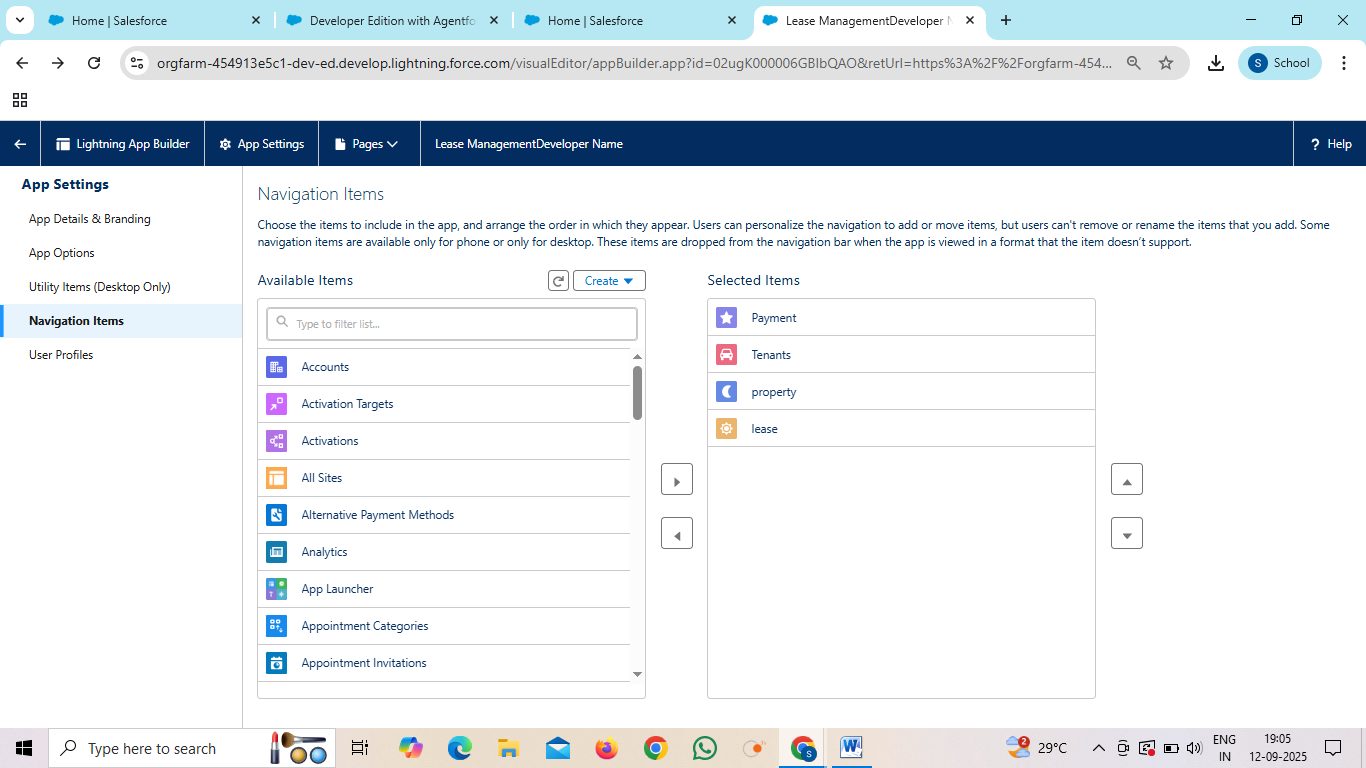 Home | Salesforce
Developer Edition with Agentfo
Home | Salesforce
Lease ManagementDeveloper N
orgfarm-454913e5c1-dev-ed.develop.lightning.force.com/visualEditor/appBuilder.app?id=02ugK000006GBlbQAO&retUrl=https%3A%2F%2Forgfarm-454...
S School
Lightning App Builder
App Settings
Pages
Lease ManagementDeveloper Name
? Help
App Settings
App Details & Branding
App Options
Utility Items (Desktop Only)
Navigation Items
User Profiles
Navigation Items
Choose the items to include in the app, and arrange the order in which they appear. Users can personalize the navigation to add or move items, but users can't remove or rename the items that you add. Some
navigation items are available only for phone or only for desktop. These items are dropped from the navigation bar when the app is viewed in a format that the item doesn't support.
Available Items
Create
Type to filter list...
Accounts
Activation Targets
Activations
All Sites
Alternative Payment Methods
Analytics
App Launcher
Appointment Categories
Appointment Invitations
Selected Items
Payment
Tenants
property
lease
Type here to search
2
29°C
ENG
IN
19:05
12-09-2025